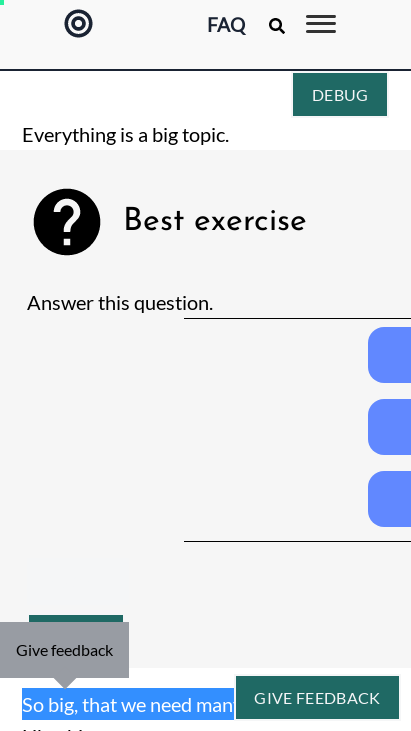 FAQ
DEBUG
Everything is a big topic.
Best exercise
Answer this question.
Give feedback
So big, that we need many
GIVE FEEDBACK